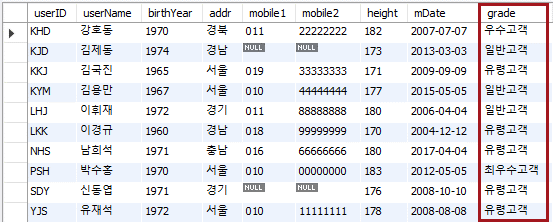 userID userName birthYear addr mobile1 mobile2 height mDate grade
KHD 강호동 1970 경북 011 22222222 182 2007-07-07 우수고객
KJD 김제동 1974 경남 NULL NULL 173 2013-03-03 일반고객
KKJ 김국진 1965 서울 019 33333333 171 2009-09-09 유령고객
KYM 김용만 1967 서울 010 44444444 177 2015-05-05 일반고객
LHJ 이휘재 1972 경기 011 88888888 180 2006-04-04 일반고객
LKK 이경규 1960 경남 018 99999999 170 2004-12-12 유령고객
NHS 남희석 1971 충남 016 66666666 180 2017-04-04 유령고객
PSH 박수홍 1970 서울 010 00000000 183 2012-05-05 최우수고객
SDY 신동엽 1971 경기 NULL NULL 176 2008-10-10 유령고객
YJS 유재석 1972 서울 010 11111111 178 2008-08-08 유령고객